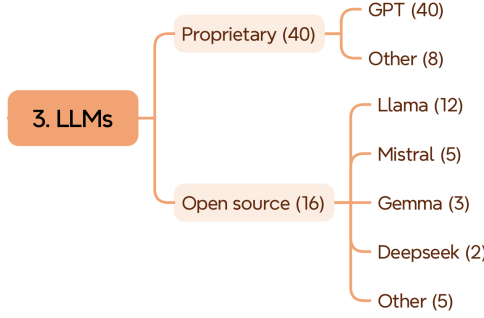 3. LLMs
Proprietary (40)
GPT (40)
Other (8)
Open source (16)
Llama (12)
Mistral (5)
Gemma (3)
Deepseek (2)
Other (5)